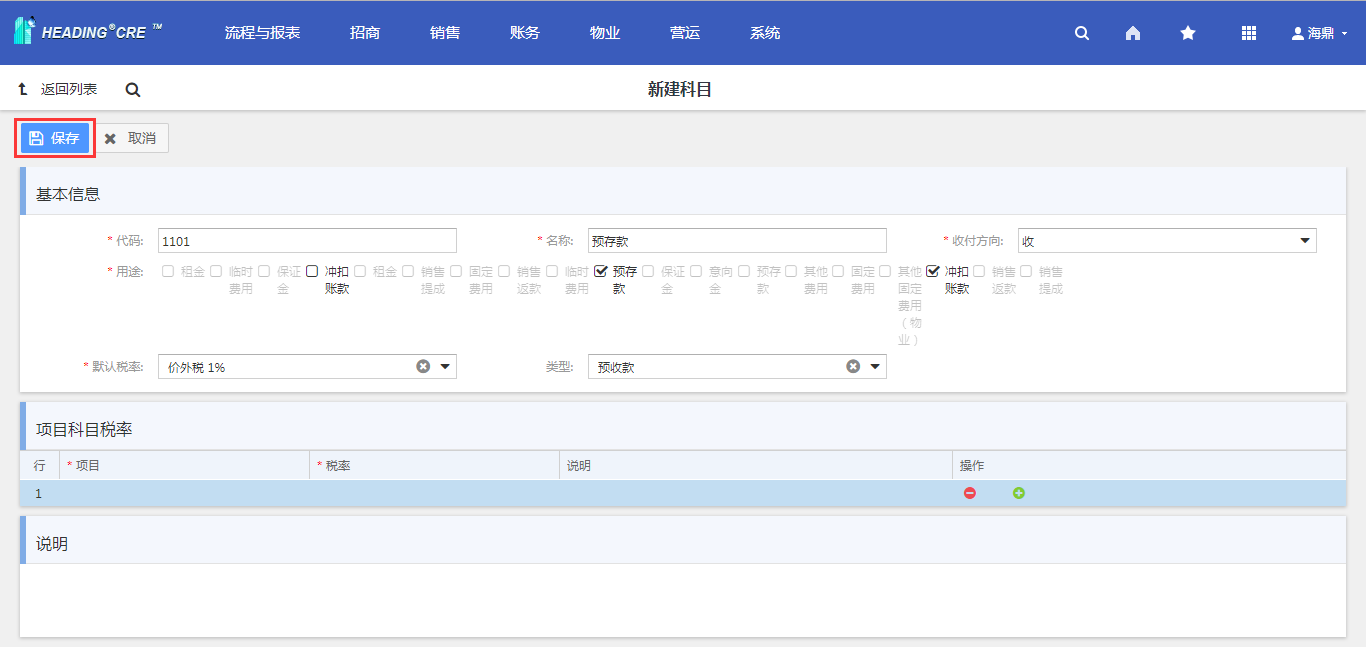 HEADING®CRE ™ 流程与报表 招商 销售 账务 物业 营运 系统 海鼎
返回列表 新建科目
保存 取消
基本信息
* 代码: 1101 * 名称: 预存款 * 收付方向: 收
* 用途: 租金 临时费用 保证金 冲扣账款 租金 销售提成 固定费用 销售返款 临时费用 预存款 保证金 意向金 预存款 其他费用 固定费用 其他固定费用（物业） 冲扣账款 销售返款 销售提成
* 默认税率: 价外税 1% 类型: 预收款
项目科目税率
行 * 项目 * 税率 说明 操作
1
说明